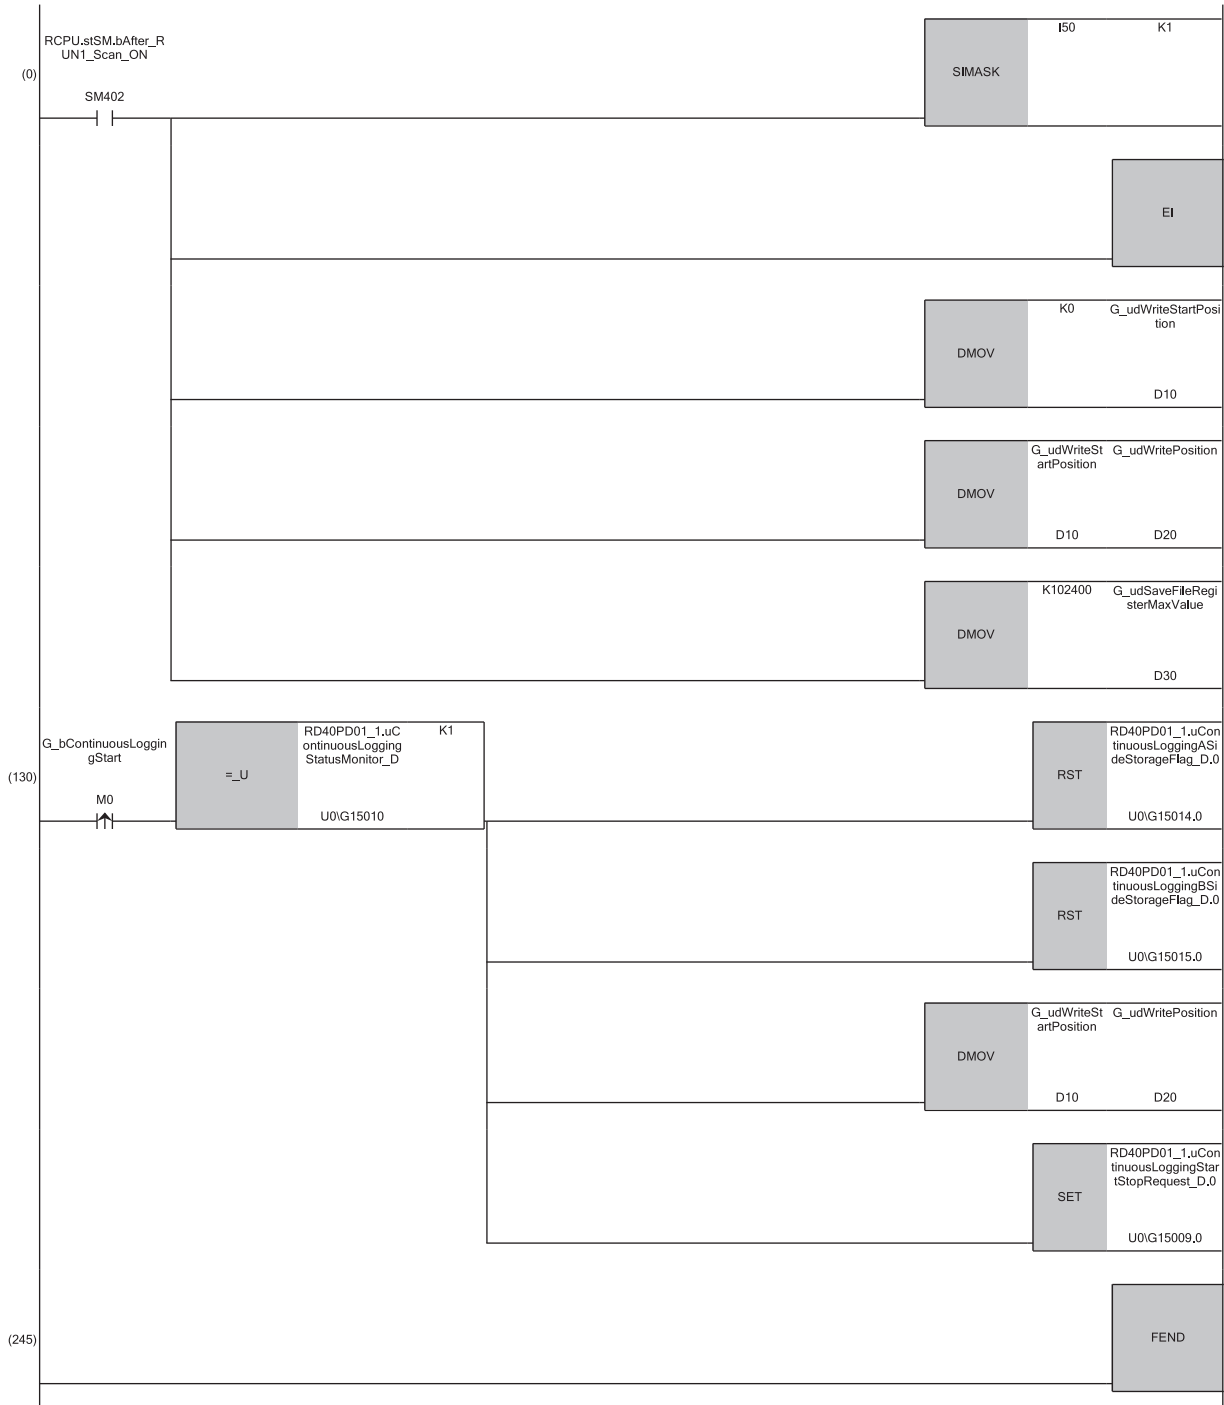 RCPU.stSM.bAfter_R
UN1_Scan_ON
(0)
SM402
SIMASK
I50
K1
EI
DMOV
K0
G_udWriteStartPosi
tion
D10
DMOV
G_udWriteSt
artPosition
G_udWritePosition
D10
D20
DMOV
K102400
G_udSaveFileRegi
sterMaxValue
D30
G_bContinuousLoggin
gStart
(130)
M0
=_U
RD40PD01_1.uC
ontinuousLogging
StatusMonitor_D
K1
U0\G15010
RST
RD40PD01_1.uCon
tinuousLoggingASi
deStorageFlag_D.0
U0\G15014.0
RST
RD40PD01_1.uCon
tinuousLoggingBSi
deStorageFlag_D.0
U0\G15015.0
DMOV
G_udWriteSt
artPosition
G_udWritePosition
D10
D20
SET
RD40PD01_1.uCon
tinuousLoggingStar
tStopRequest_D.0
U0\G15009.0
(245)
FEND